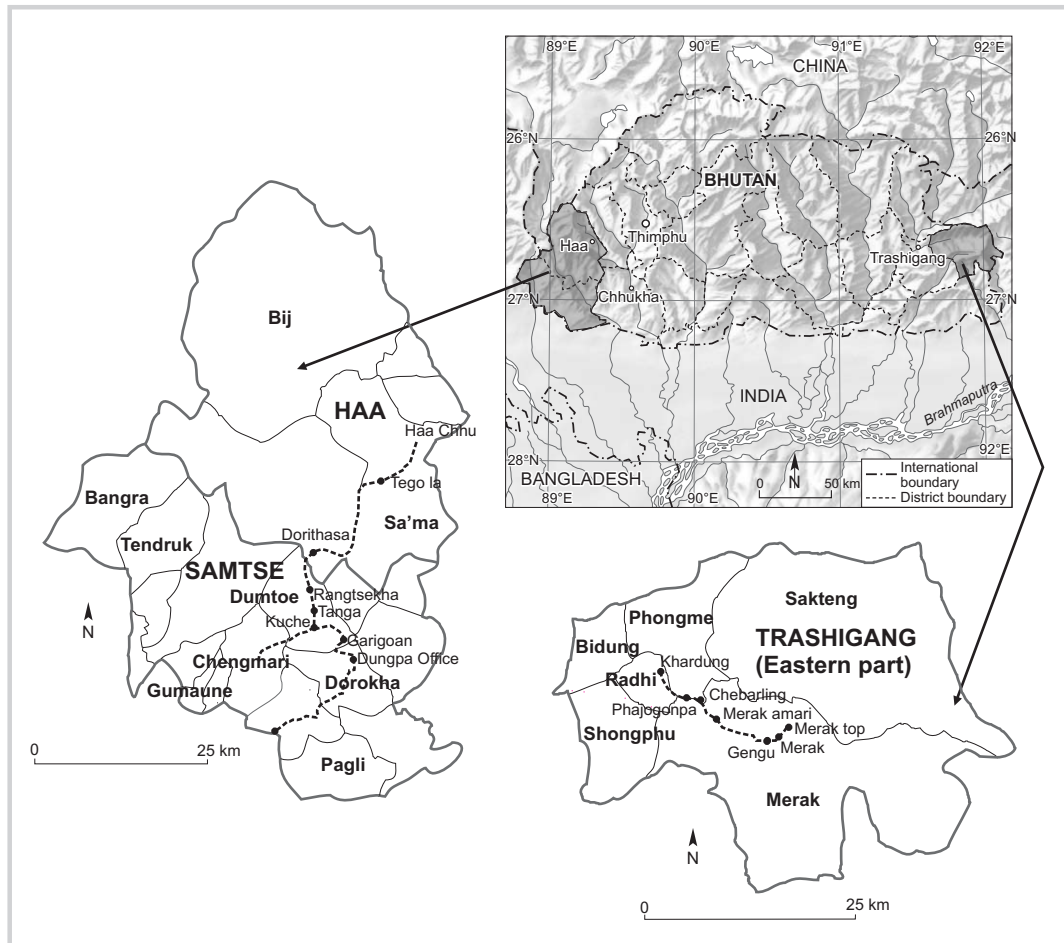 89°E
90°E
91°E
92°E
CHINA
26°N
26°N
BHUTAN
Haa
Thimphu
Trashigang
Chhukha
27°N
27°N
INDIA
Brahmaputra
28°N
92°E
BANGLADESH
89°E
90°E
N
0 50 km
International
boundary
District boundary
Bij
HAA
Haa Chhu
Tego la
Bangra
Sa'ma
Tendruk
Dorithasa
SAMTSE
Dumtoe
Rangtsekha
Tanga
Kuche
N
Garigoan
Chengmari
Dungpa Office
Gumaune
Dorokha
0 25 km
Pagli
Sakteng
Phongme
TRASHIGANG
(Eastern part)
Bidung
Khardung
Radhi
Chebarling
Phajogonpa
Merak amari
Merak top
Shongphu
Gengu
Merak
Merak
N
0 25 km